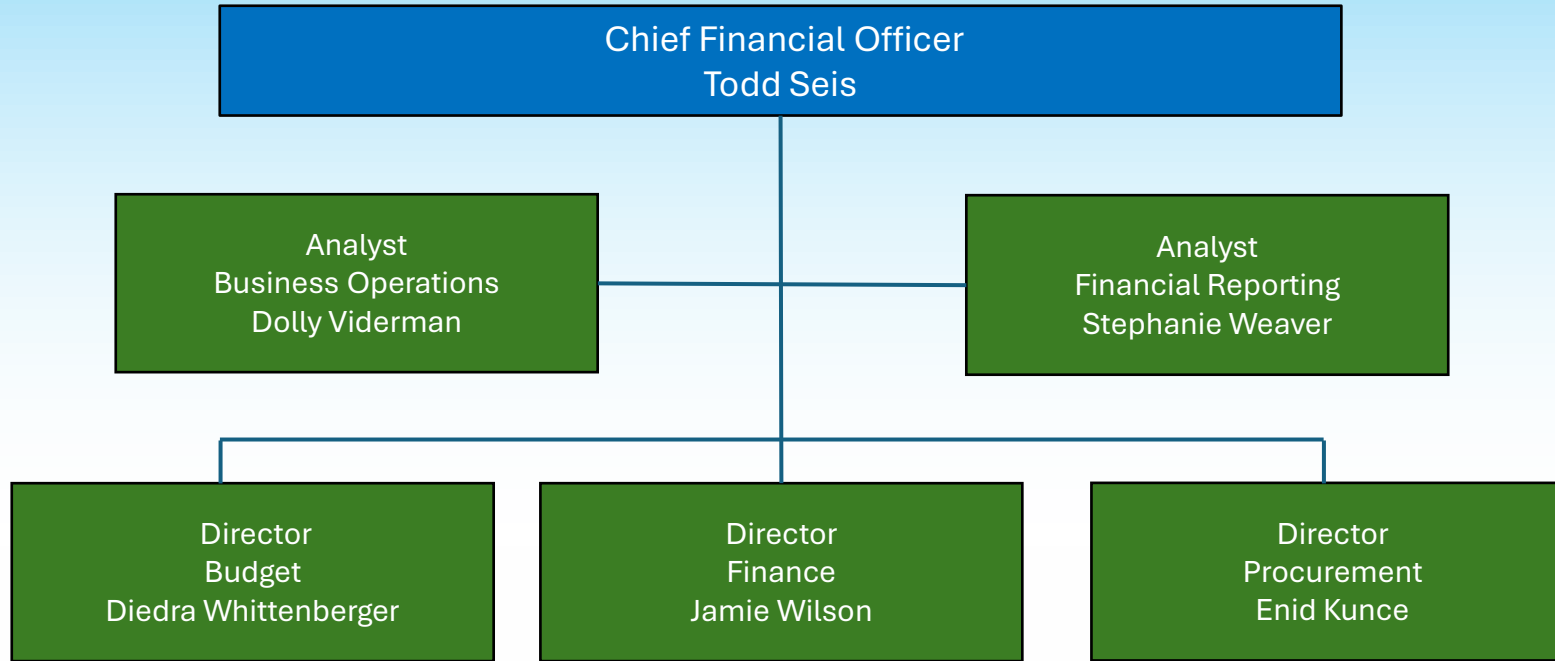 Chief Financial Officer
Todd Seis
Analyst
Business Operations
Dolly Viderman
Analyst
Financial Reporting
Stephanie Weaver
Director
Budget
Diedra Whittenberger
Director
Finance
Jamie Wilson
Director
Procurement
Enid Kunce